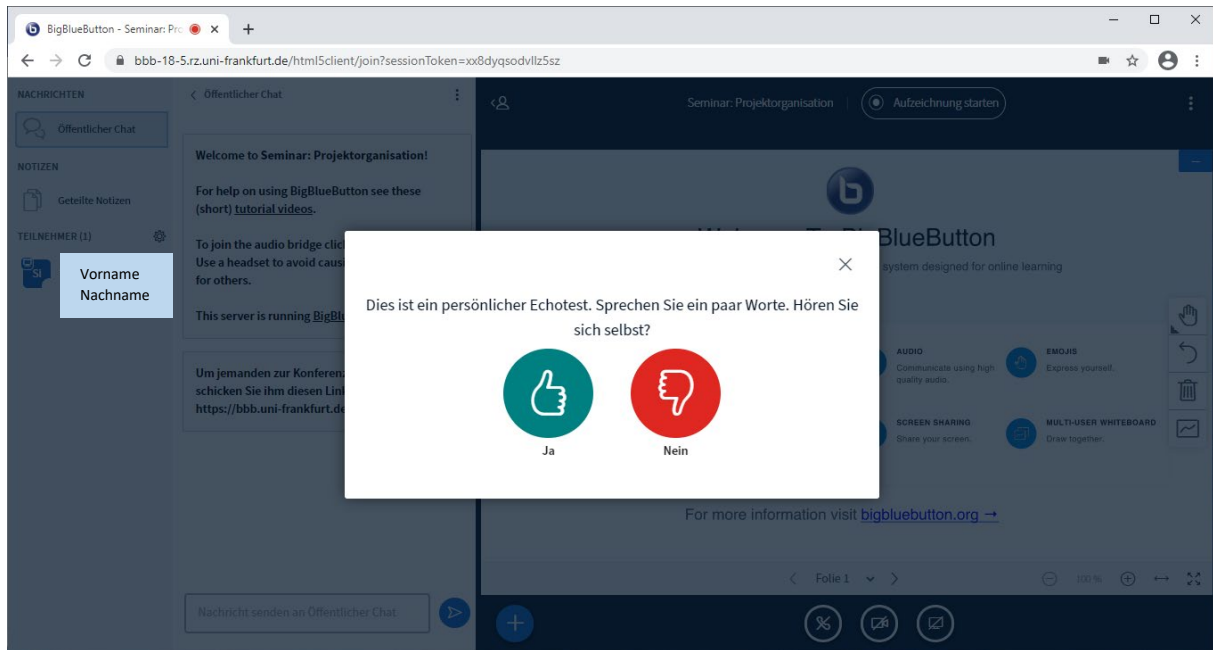 BigBlueButton - Seminar: Pro
bbb-18-5.rz.uni-frankfurt.de/html5client/join?sessionToken=xx8dyqsodvllz5sz
NACHRICHTEN
Öffentlicher Chat
NOTIZEN
Geteilte Notizen
TEILNEHMER (1)
SI
Vorname
Nachname
Öffentlicher Chat
Welcome to Seminar: Projektorganisation!
For help on using BigBlueButton see these
(short) tutorial videos.
To join the audio bridge clic
Use a headset to avoid caus
for others.
This server is running BigBl
Um jemanden zur Konferen
schicken Sie ihm diesen Lin
https://bbb.uni-frankfurt.de
Nachricht senden an Öffentlicher Chat
Seminar: Projektorganisation
Aufzeichnung starten
b
BlueButton
system designed for online learning
Dies ist ein persönlicher Echotest. Sprechen Sie ein paar Worte. Hören Sie
sich selbst?
Ja
Nein
AUDIO
Communicate using high
quality audio.
EMOJIS
Express yourself.
SCREEN SHARING
Share your screen.
MULTI-USER WHITEBOARD
Draw together.
For more information visit bigbluebutton.org →
Folie 1
100 %